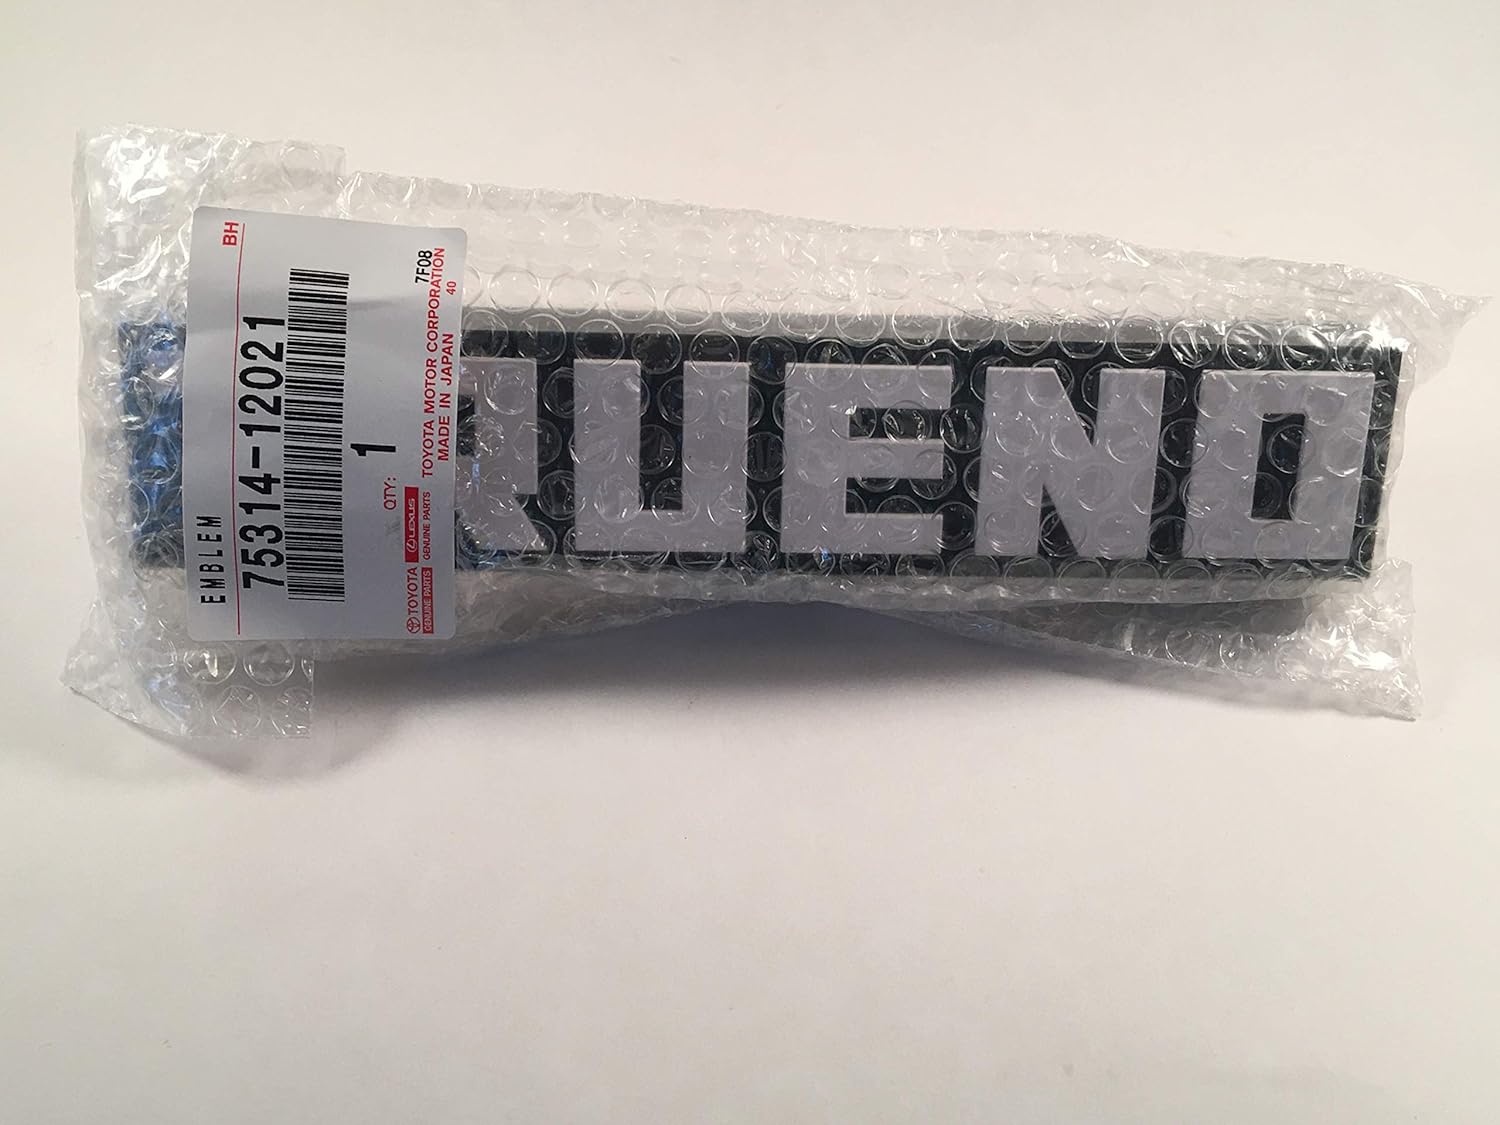 EMBLEM
BH
75314-12021
QTY: 1
TOYOTA LEXUS
GENUINE PARTS GENUINE PARTS
TOYOTA MOTOR CORPORATION
MADE IN JAPAN 40
7F08
RUENO